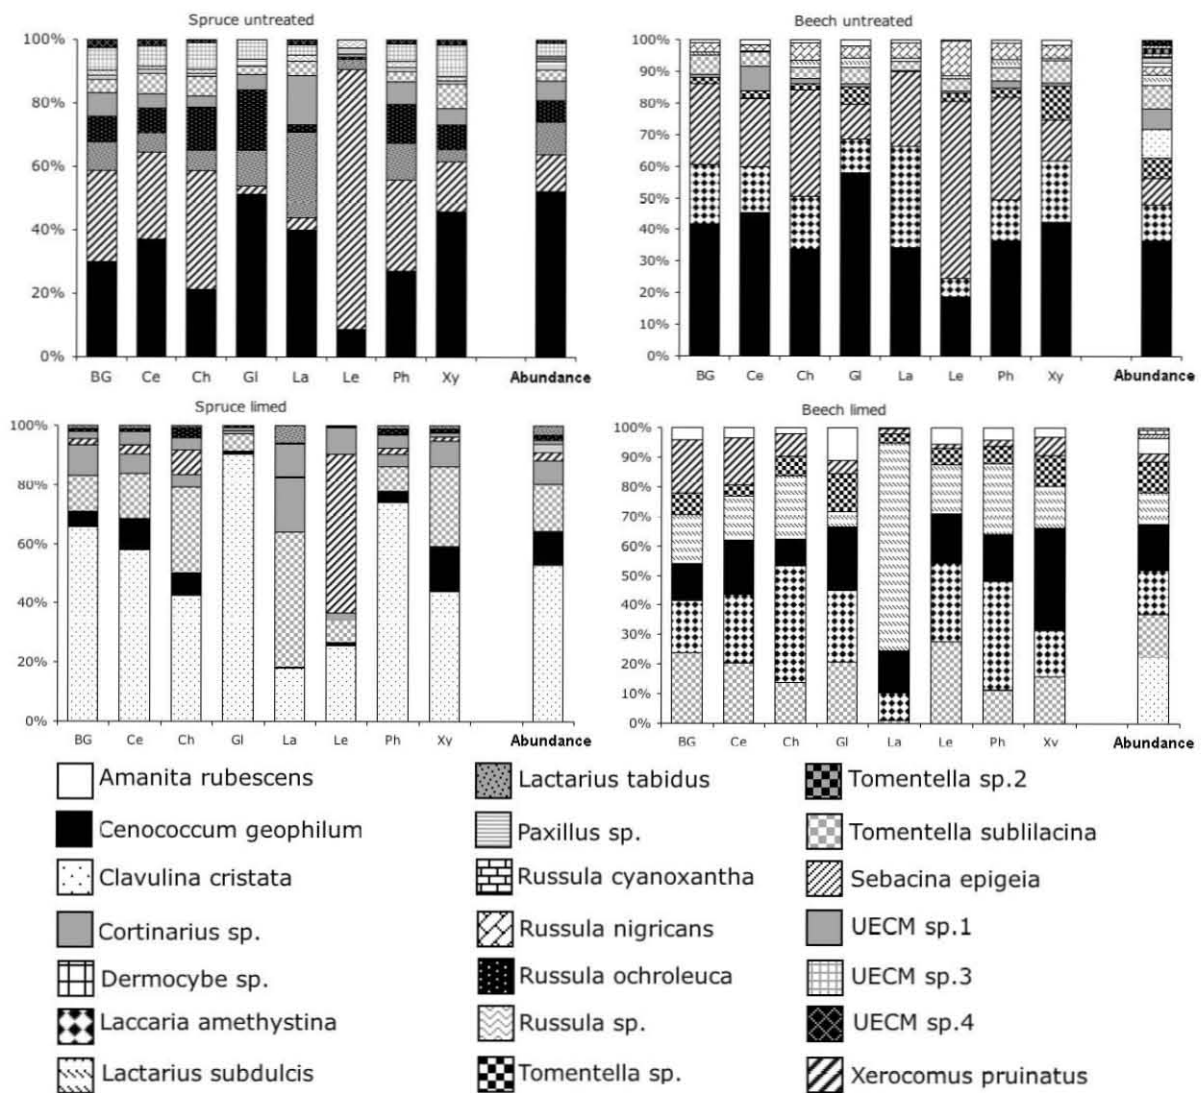 Spruce untreated
100%
80%
60%
40%
20%
0%
BG Ce Ch Gl La Le Ph Xy Abundance
Beech untreated
100%
90%
80%
70%
60%
50%
40%
30%
20%
10%
0%
BG Ce Ch Gl La Le Ph Xy Abundance
Spruce limed
100%
80%
60%
40%
20%
0%
BG Ce Ch Gl La Le Ph Xy Abundance
Beech limed
100%
90%
80%
70%
60%
50%
40%
30%
20%
10%
0%
BG Ce Ch Gl La Le Ph Xy Abundance
Amanita rubescens
Cenococcum geophilum
Clavulina cristata
Cortinarius sp.
Dermocybe sp.
Laccaria amethystina
Lactarius subdulcis
Lactarius tabidus
Paxillus sp.
Russula cyanoxantha
Russula nigricans
Russula ochroleuca
Russula sp.
Tomentella sp.
Tomentella sp.2
Tomentella sublilacina
Sebacina epigeia
UECM sp.1
UECM sp.3
UECM sp.4
Xerocomus pruinatus